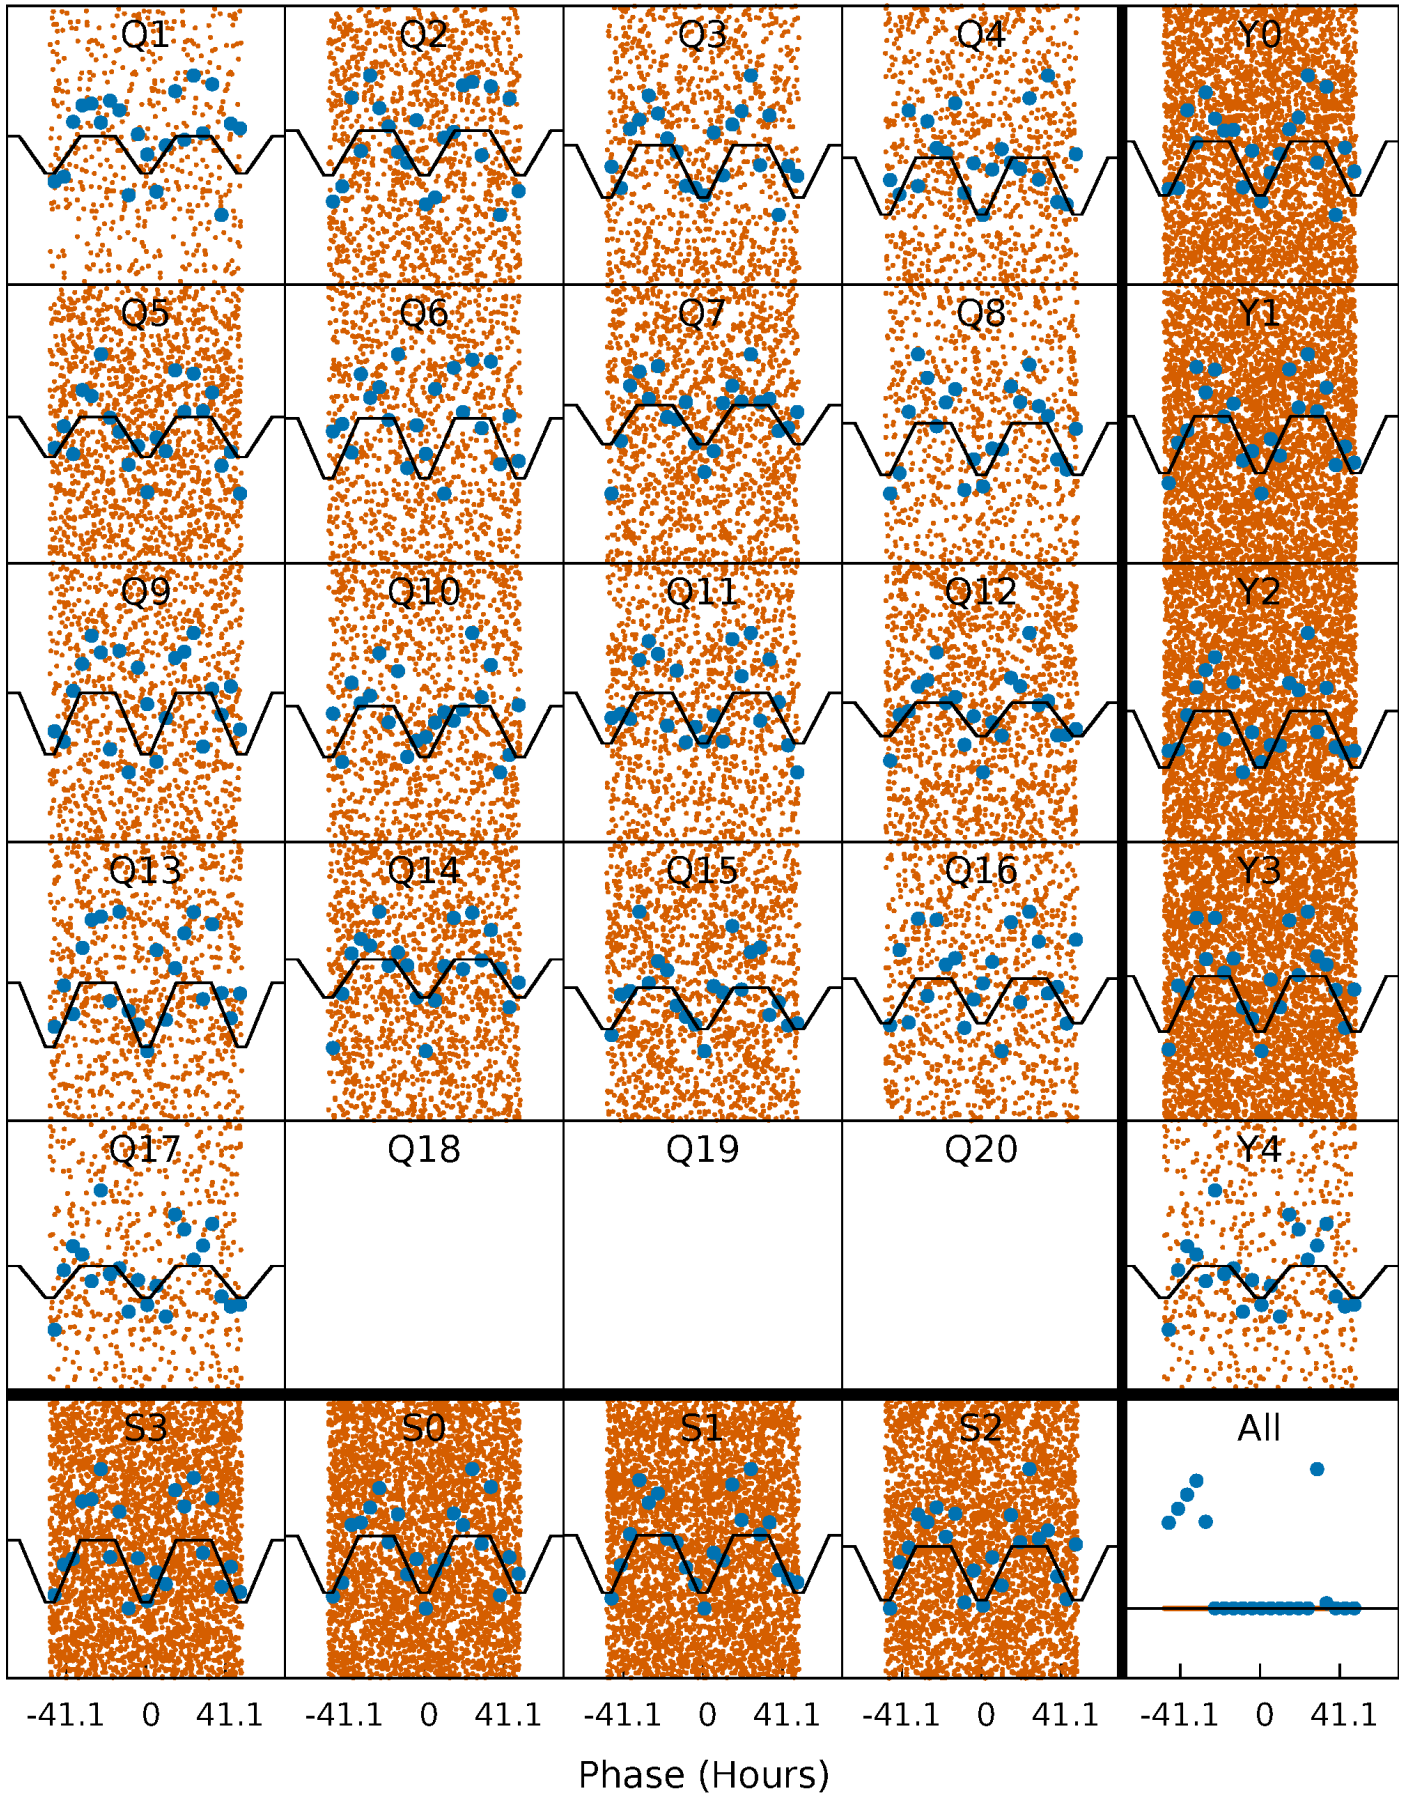 Q1 Q2 Q3 Q4 Y0
Q5 Q6 Q7 Q8 Y1
Q9 Q10 Q11 Q12 Y2
Q13 Q14 Q15 Q16 Y3
Q17 Q18 Q19 Q20 Y4
S3 S0 S1 S2 All
-41.1 0 41.1 -41.1 0 41.1 -41.1 0 41.1 -41.1 0 41.1 -41.1 0 41.1
Phase (Hours)